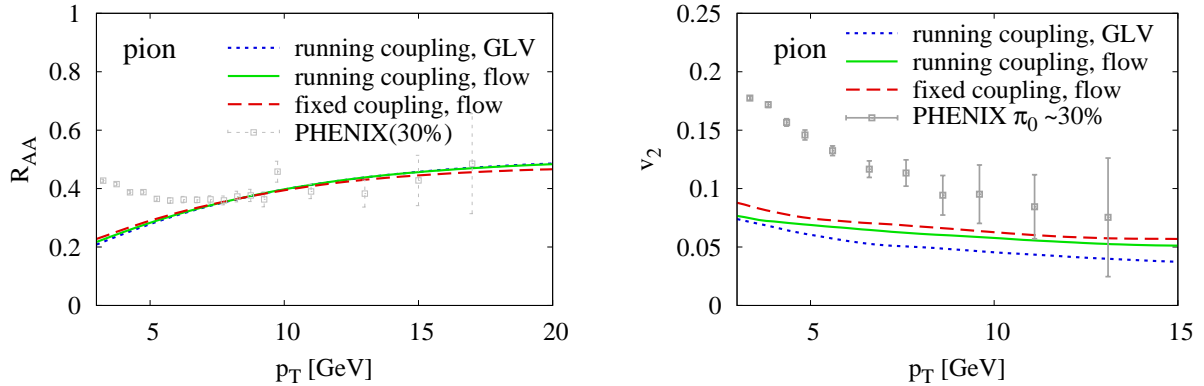 1
0.8
0.6
0.4
0.2
0
R_AA
pion
running coupling, GLV
running coupling, flow
fixed coupling, flow
PHENIX(30%)
5 10 15 20
p_T [GeV]
0.25
0.2
0.15
0.1
0.05
0
v_2
pion
running coupling, GLV
running coupling, flow
fixed coupling, flow
PHENIX π_0 ~30%
5 10 15
p_T [GeV]